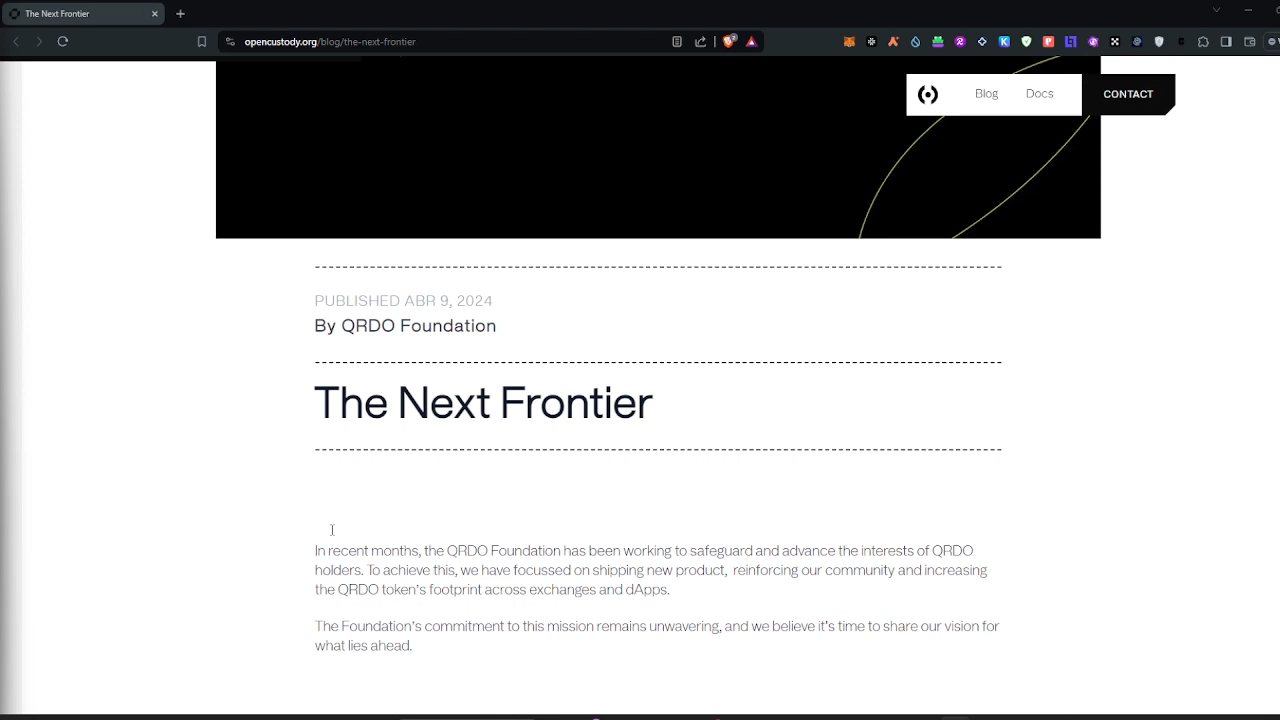 The Next Frontier
opencustody.org/blog/the-next-frontier
Blog
Docs
CONTACT
PUBLISHED ABR 9, 2024
By QRDO Foundation
The Next Frontier
In recent months, the QRDO Foundation has been working to safeguard and advance the interests of QRDO
holders. To achieve this, we have focussed on shipping new product, reinforcing our community and increasing
the QRDO token’s footprint across exchanges and dApps.
The Foundation’s commitment to this mission remains unwavering, and we believe it’s time to share our vision for
what lies ahead.